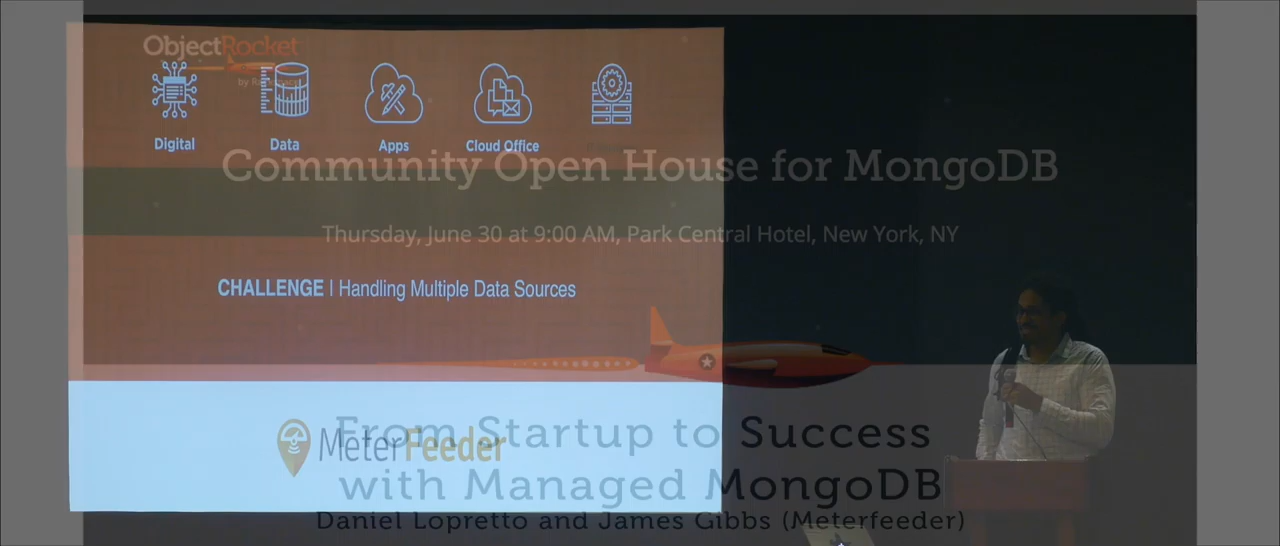 ObjectRocket
by
Digital
Data
Apps
Cloud Office
Community Open House for MongoDB
Thursday, June 30 at 9:00 AM, Park Central Hotel, New York, NY
CHALLENGE | Handling Multiple Data Sources
MeterFeeder
From Startup to Success
with Managed MongoDB
Daniel Lopretto and James Gibbs (Meterfeeder)